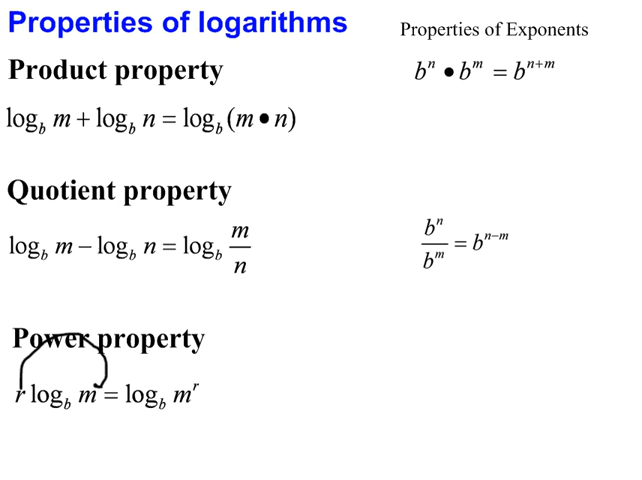 Properties of logarithms
Properties of Exponents
Product property
bⁿ • bᵐ = bⁿ⁺ᵐ
log_b m + log_b n = log_b (m • n)
Quotient property
log_b m − log_b n = log_b m/n
bⁿ/bᵐ = bⁿ⁻ᵐ
Power property
r log_b m = log_b mʳ